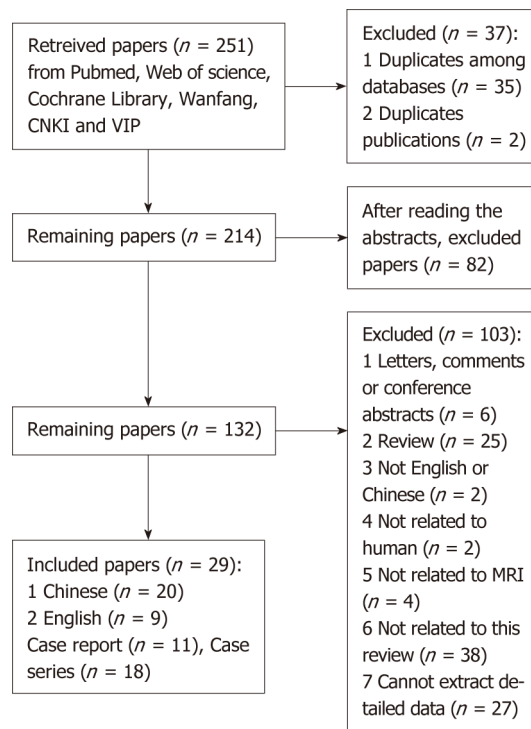 Retreived papers (n = 251)
from Pubmed, Web of science,
Cochrane Library, Wanfang,
CNKI and VIP
Excluded (n = 37):
1 Duplicates among
databases (n = 35)
2 Duplicates
publications (n = 2)
Remaining papers (n = 214)
After reading the
abstracts, excluded
papers (n = 82)
Remaining papers (n = 132)
Excluded (n = 103):
1 Letters, comments
or conference
abstracts (n = 6)
2 Review (n = 25)
3 Not English or
Chinese (n = 2)
4 Not related to
human (n = 2)
5 Not related to MRI
(n = 4)
6 Not related to this
review (n = 38)
7 Cannot extract de-
tailed data (n = 27)
Included papers (n = 29):
1 Chinese (n = 20)
2 English (n = 9)
Case report (n = 11), Case
series (n = 18)